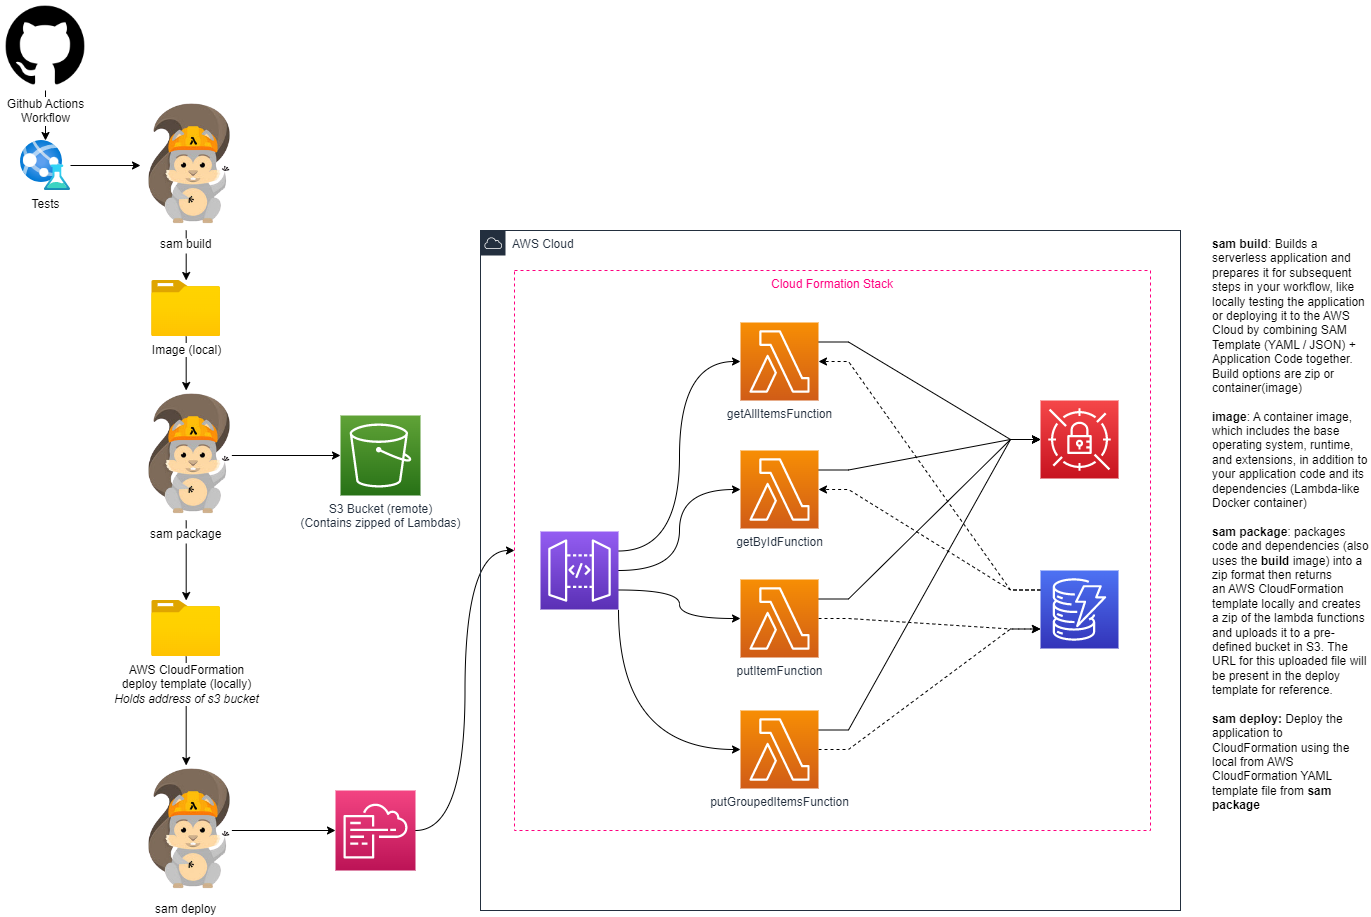 Github Actions
Workflow
Tests
sam build
Image (local)
sam package
S3 Bucket (remote)
(Contains zipped of Lambdas)
AWS CloudFormation
deploy template (locally)
Holds address of s3 bucket
sam deploy
AWS Cloud
Cloud Formation Stack
getAllItemsFunction
getByIdFunction
</>
putItemFunction
putGroupedItemsFunction
sam build: Builds a
serverless application and
prepares it for subsequent
steps in your workflow, like
locally testing the application
or deploying it to the AWS
Cloud by combining SAM
Template (YAML / JSON) +
Application Code together.
Build options are zip or
container(image)
image: A container image,
which includes the base
operating system, runtime,
and extensions, in addition to
your application code and its
dependencies (Lambda-like
Docker container)
sam package: packages
code and dependencies (also
uses the build image) into a
zip format then returns
an AWS CloudFormation
template locally and creates
a zip of the lambda functions
and uploads it to a pre-
defined bucket in S3. The
URL for this uploaded file will
be present in the deploy
template for reference.
sam deploy: Deploy the
application to
CloudFormation using the
local from AWS
CloudFormation YAML
template file from sam
package